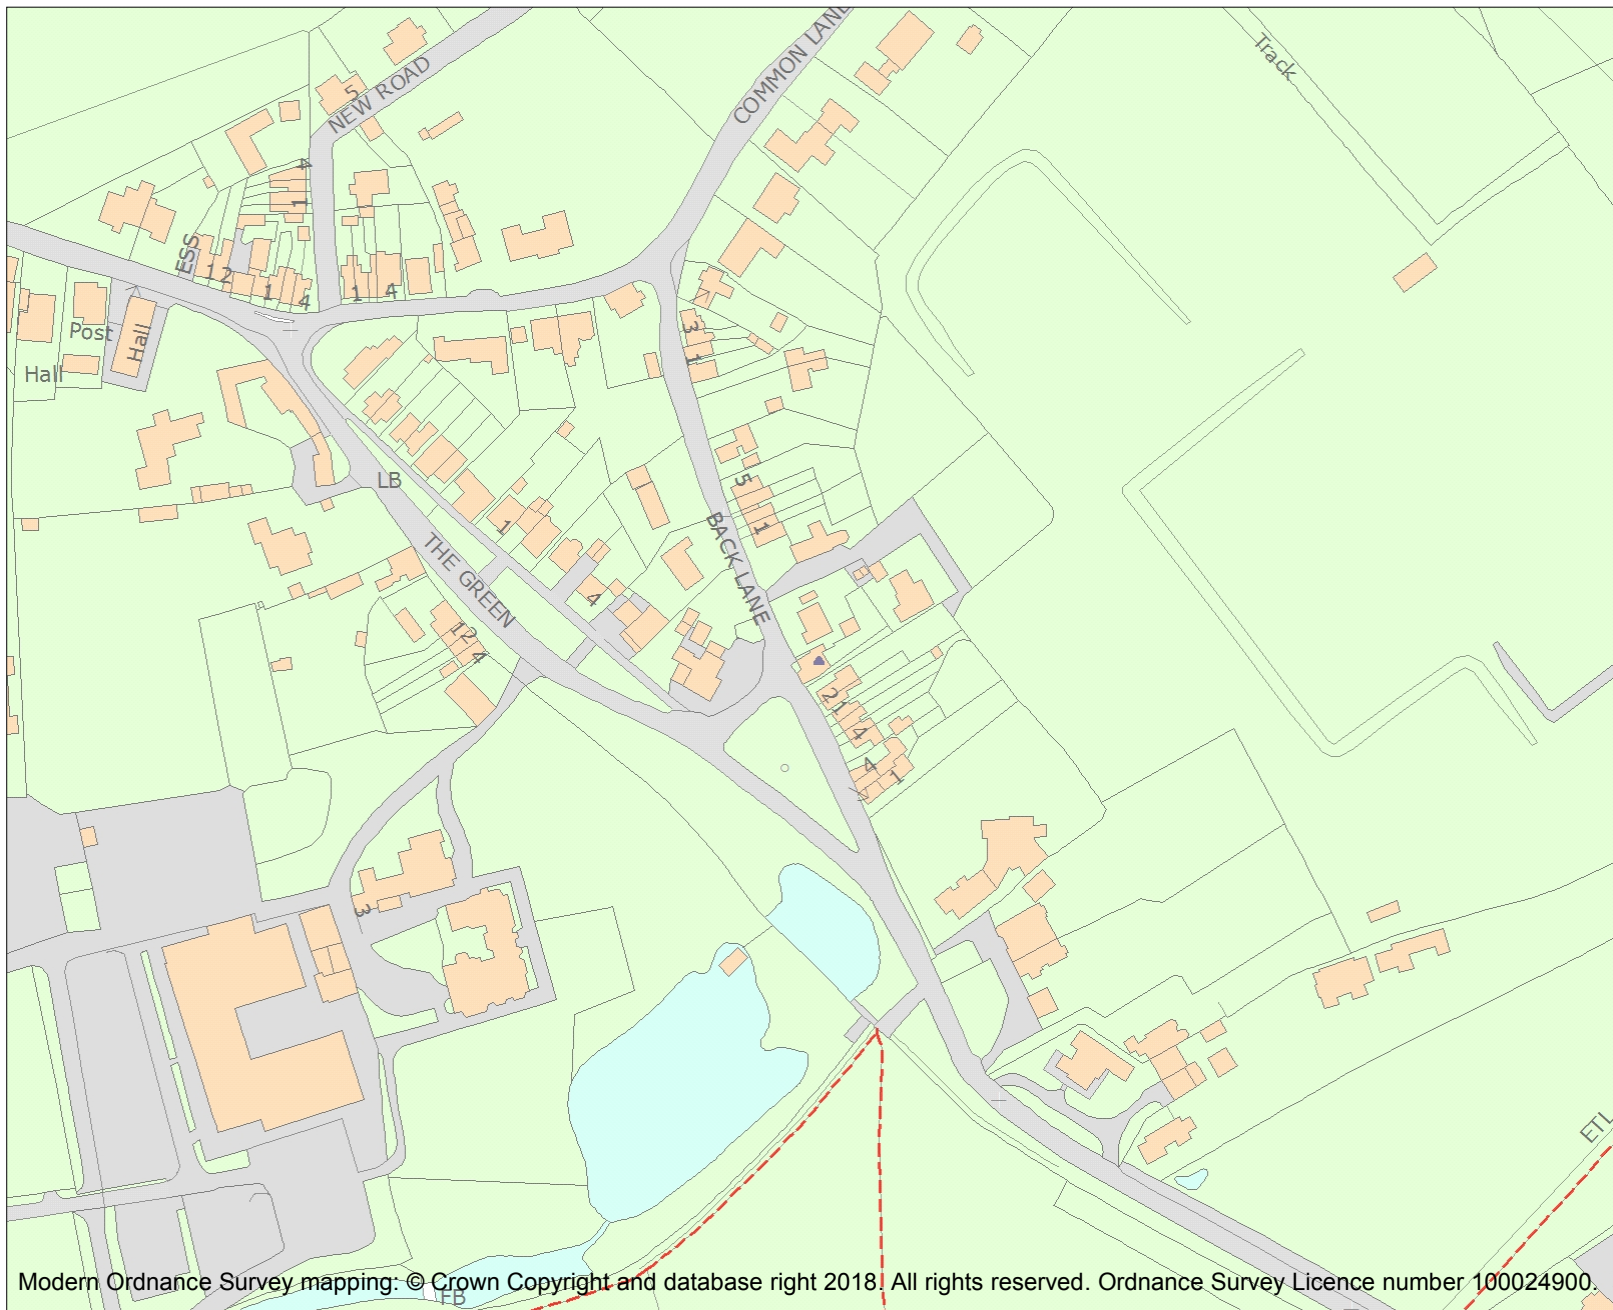 COMMON LANE
Track
5
NEW ROAD
4
1
ESS
1 2
1
4
1
4
Post
Hall
Hall
3
1
LB
5
1
BACK LANE
1
THE GREEN
4
12
4
2
1
4
4
1
3
ETL
FB
Modern Ordnance Survey mapping: © Crown Copyright and database right 2018. All rights reserved. Ordnance Survey Licence number 100024900.